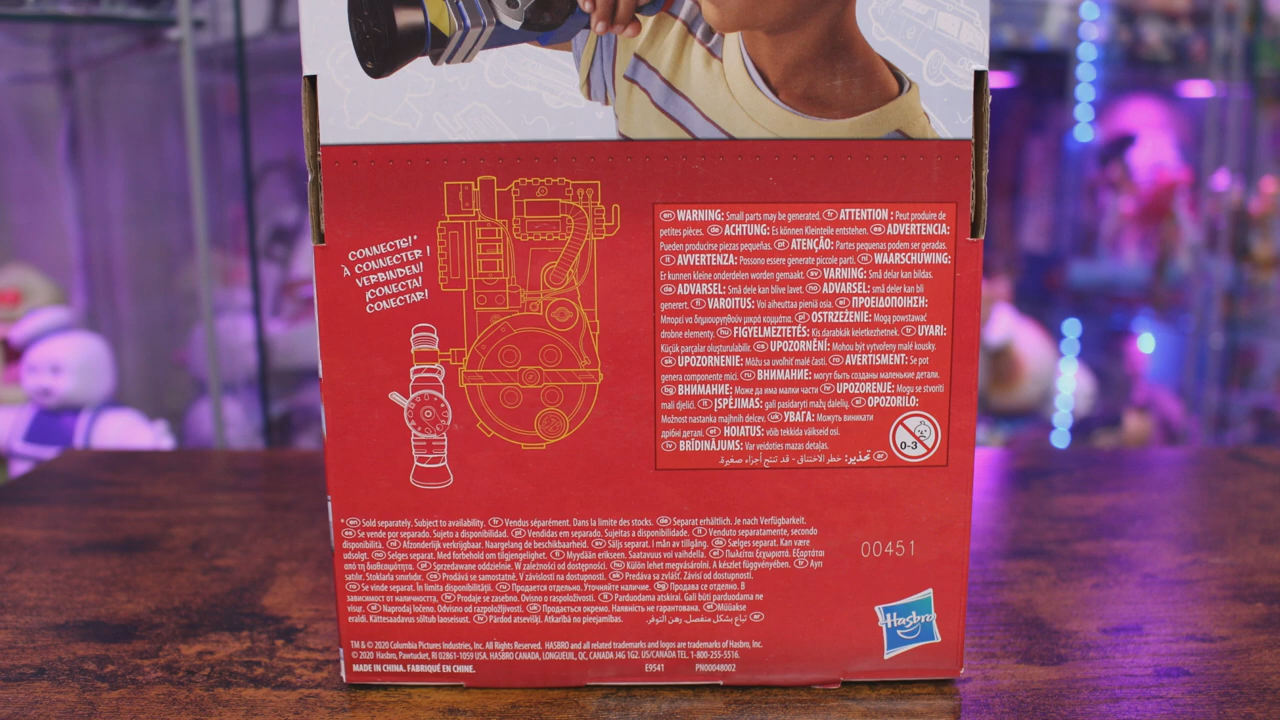 CONNECTS!*
À CONNECTER !
VERBINDEN!
¡CONECTA!
CONECTAR!
en WARNING: Small parts may be generated. fr ATTENTION : Peut produire de
petites pièces. de ACHTUNG: Es können Kleinteile entstehen. es ADVERTENCIA:
Pueden producirse piezas pequeñas. pt ATENÇÃO: Partes pequenas podem ser geradas.
it AVVERTENZA: Possono essere generate piccole parti. nl WAARSCHUWING:
Er kunnen kleine onderdelen worden gemaakt. sv VARNING: Små delar kan bildas.
da ADVARSEL: Små dele kan blive lavet. no ADVARSEL: små deler kan bli
generert. fi VAROITUS: Voi aiheuttaa pieniä osia. el ΠΡΟΕΙΔΟΠΟΙΗΣΗ:
Μπορεί να δημιουργηθούν μικρά κομμάτια. pl OSTRZEŻENIE: Mogą powstawać
drobne elementy. hu FIGYELMEZTETÉS: Kis darabkák keletkezhetnek. tr UYARI:
Küçük parçalar oluşturulabilir. cs UPOZORNĚNÍ: Mohou být vytvořeny malé kousky.
sk UPOZORNENIE: Môžu sa uvoľniť malé časti. ro AVERTISMENT: Se pot
genera componente mici. ru ВНИМАНИЕ: могут быть созданы маленькие детали.
bg ВНИМАНИЕ: Може да има малки части hr UPOZORENJE: Mogu se stvoriti
mali djelići. lt ĮSPĖJIMAS: gali pasidaryti mažų dalelių. sl OPOZORILO:
Možnost nastanka majhnih delcev. uk УВАГА: Можуть виникати
дрібні деталі. et HOIATUS: võib tekkida väikseid osi.
lv BRĪDINĀJUMS: Var veidoties mazas detaļas.
ar تحذير: خطر الاختناق - قد تنتج أجزاء صغيرة.
0-3
* en Sold separately. Subject to availability. fr Vendus séparément. Dans la limite des stocks. de Separat erhältlich. Je nach Verfügbarkeit.
es Se vende por separado. Sujeto a disponibilidad. pt Vendidas em separado. Sujeitas a disponibilidade. it Venduto separatamente, secondo
disponibilità. nl Afzonderlijk verkrijgbaar. Naargelang de beschikbaarheid. sv Säljs separat. I mån av tillgång. da Sælges separat. Kan være
udsolgt. no Selges separat. Med forbehold om tilgjengelighet. fi Myydään erikseen. Saatavuus voi vaihdella. el Πωλείται ξεχωριστά. Εξαρτάται
από τη διαθεσιμότητα. pl Sprzedawane oddzielnie. W zależności od dostępności. hu Külön lehet megvásárolni. A készlet függvényében. tr Ayrı
satılır. Stoklarla sınırlıdır. cs Prodává se samostatně. V závislosti na dostupnosti. sk Predáva sa zvlášť. Závisí od dostupnosti.
ro Se vinde separat. În limita disponibilității. ru Продается отдельно. Уточняйте наличие. bg Продава се отделно. В
зависимост от наличността. hr Prodaje se zasebno. Ovisno o raspoloživosti. lt Parduodama atskirai. Gali būti parduodama ne
visur. sl Naprodaj ločeno. Odvisno od razpoložljivosti. uk Продається окремо. Наявність не гарантована. et Müüakse
eraldi. Kättesaadavus sõltub laoseisust. lv Pārdod atsevišķi. Atkarībā no pieejamības. ar تباع بشكل منفصل. وهن التوفر.
00451
Hasbro
TM & © 2020 Columbia Pictures Industries, Inc. All Rights Reserved. HASBRO and all related trademarks and logos are trademarks of Hasbro, Inc.
© 2020 Hasbro, Pawtucket, RI 02861-1059 USA. HASBRO CANADA, LONGUEUIL, QC, CANADA J4G 1G2. US/CANADA TEL. 1-800-255-5516.
MADE IN CHINA. FABRIQUÉ EN CHINE. E9541 PN00048002